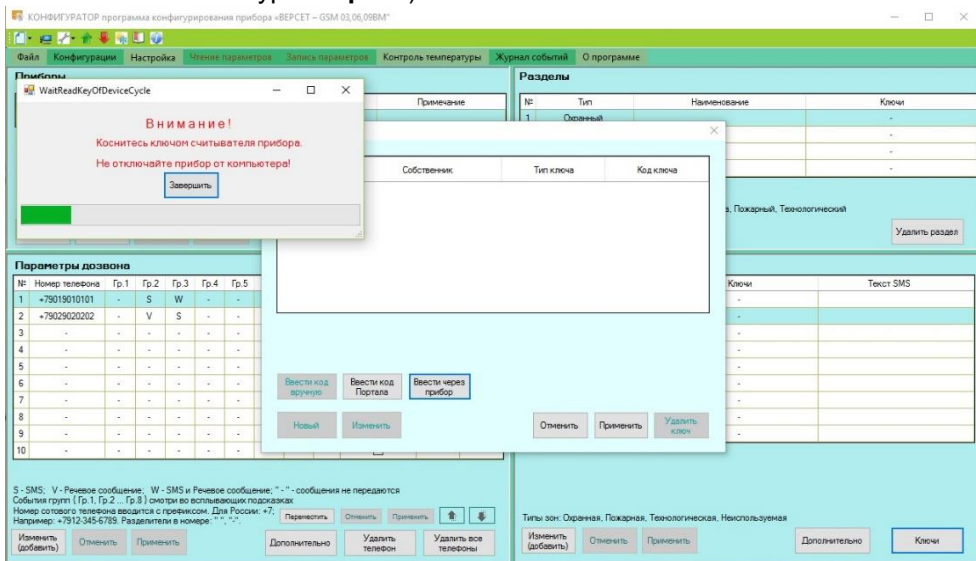 КОНФИГУРАТОР программа конфигурирования прибора «ВЕРСЕТ – GSM 03,06,09ВМ"
Файл Конфигурации Настройка Чтение параметров Запись параметров Контроль температуры Журнал событий О программе
Приборы
Примечание
Разделы
№ Тип Наименование Ключи
1 Охранный -
-
-
-
WaitReadKeyOfDeviceCycle
Внимание!
Коснитесь ключом считывателя прибора.
Не отключайте прибор от компьютера!
Завершить
Собственник Тип ключа Код ключа
Ввести код вручную
Ввести код Портала
Ввести через прибор
Новый Изменить Отменить Применить Удалить ключ
, Пожарный, Технологический
Удалить раздел
Параметры дозвона
№ Номер телефона Гр.1 Гр.2 Гр.3 Гр.4 Гр.5
1 +79019010101 - S W - -
2 +79029020202 - V S - -
3 - - - - - -
4 - - - - - -
5 - - - - - -
6 - - - - - -
7 - - - - - -
8 - - - - - -
9 - - - - - -
10 - - - - - -
S - SMS; V - Речевое сообщение; W - SMS и Речевое сообщение; " - " - сообщения не передаются
События групп ( Гр.1, Гр.2 ... Гр.8 ) смотри во всплывающих подсказках
Номер сотового телефона вводится с префиксом. Для России: +7;
Например: +7912-345-6789. Разделители в номере: " ", "-".
Переместить Отменить Применить
Изменить (добавить) Отменить Применить Дополнительно Удалить телефон Удалить все телефоны
Ключи Текст SMS
-
-
-
-
-
-
-
-
-
Типы зон: Охранная, Пожарная, Технологическая, Неиспользуемая
Изменить (добавить) Отменить Применить Дополнительно Ключи